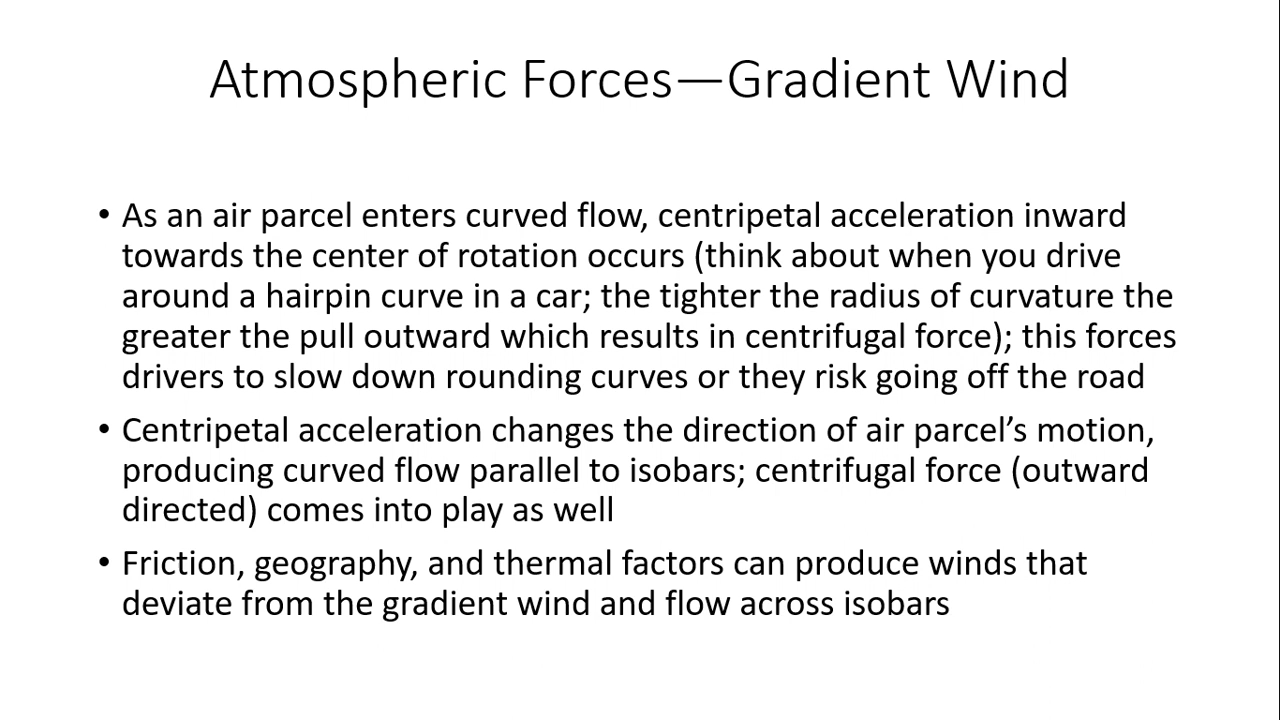 Atmospheric Forces—Gradient Wind
• As an air parcel enters curved flow, centripetal acceleration inward
towards the center of rotation occurs (think about when you drive
around a hairpin curve in a car; the tighter the radius of curvature the
greater the pull outward which results in centrifugal force); this forces
drivers to slow down rounding curves or they risk going off the road
• Centripetal acceleration changes the direction of air parcel’s motion,
producing curved flow parallel to isobars; centrifugal force (outward
directed) comes into play as well
• Friction, geography, and thermal factors can produce winds that
deviate from the gradient wind and flow across isobars